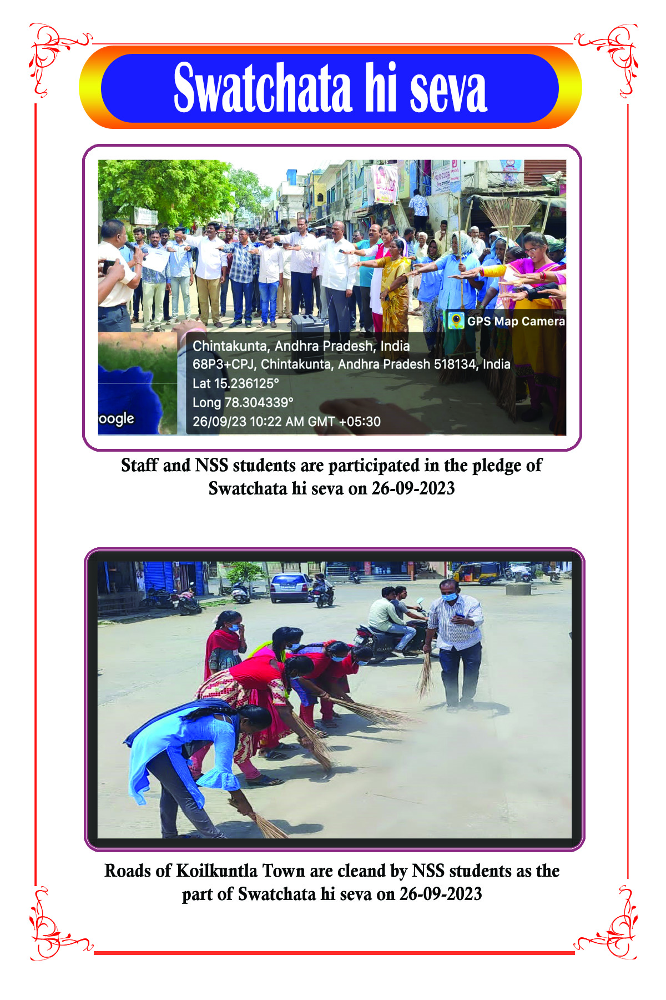 Swatchata hi seva
GPS Map Camera
Chintakunta, Andhra Pradesh, India
68P3+CPJ, Chintakunta, Andhra Pradesh 518134, India
Lat 15.236125°
Long 78.304339°
26/09/23 10:22 AM GMT +05:30
oogle
Staff and NSS students are participated in the pledge of
Swatchata hi seva on 26-09-2023
Roads of Koilkuntla Town are cleand by NSS students as the
part of Swatchata hi seva on 26-09-2023